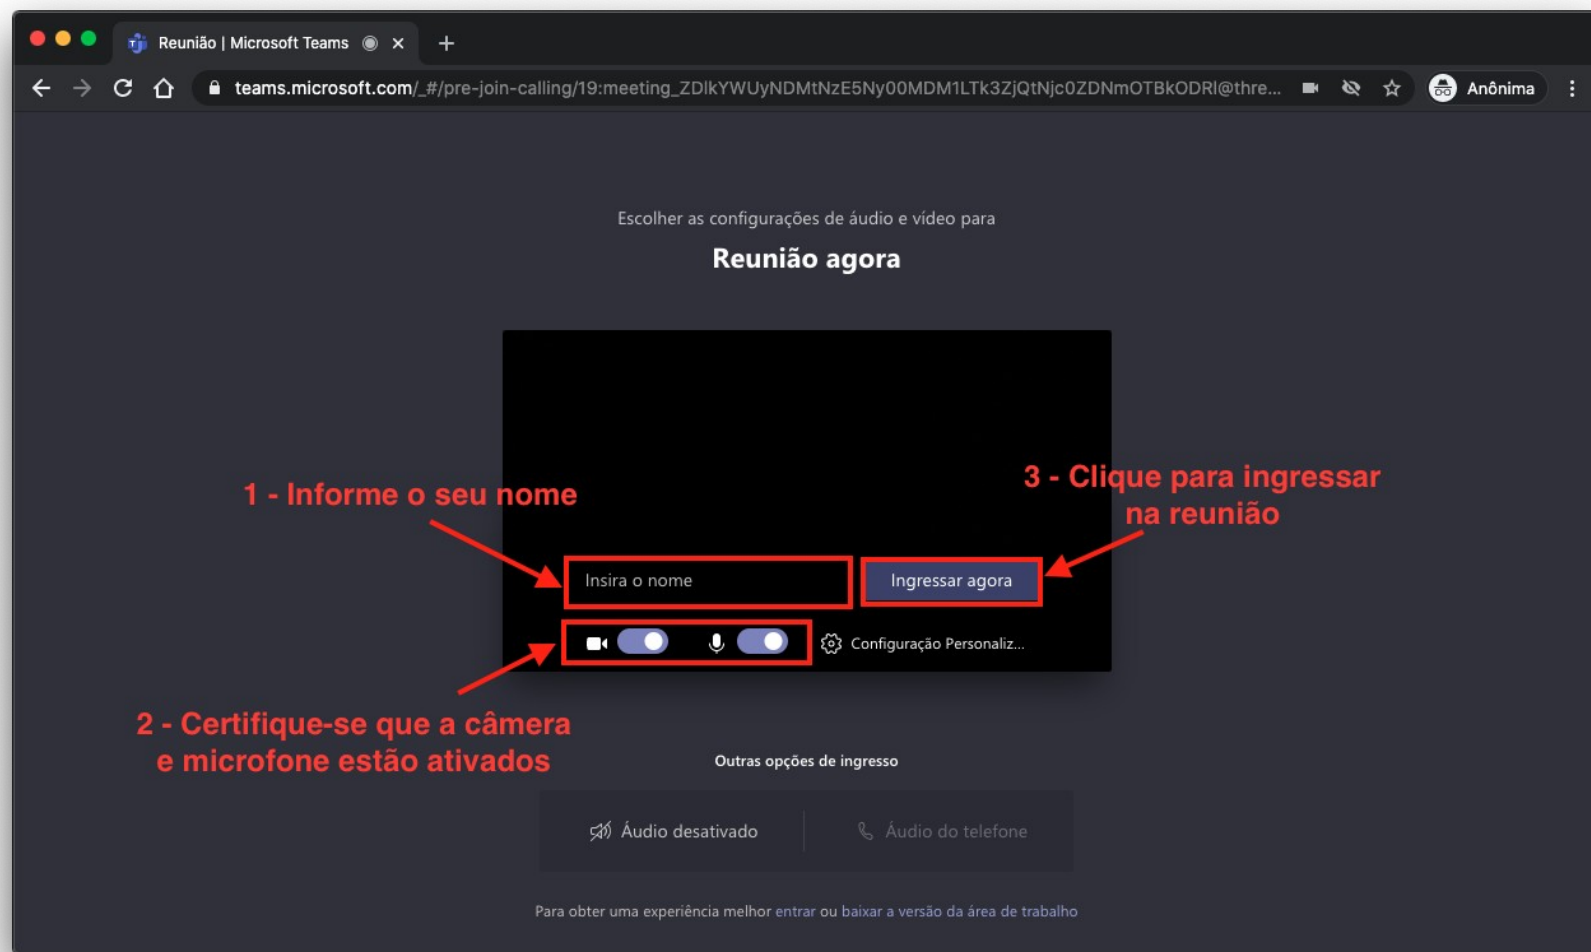 Reunião | Microsoft Teams
teams.microsoft.com/_#/pre-join-calling/19:meeting_ZDlkYWUyNDMtNzE5Ny00MDM1LTk3ZjQtNjc0ZDNmOTBkODRl@thre...
Anônima
Escolher as configurações de áudio e vídeo para
Reunião agora
1 - Informe o seu nome
3 - Clique para ingressar
na reunião
Insira o nome
Ingressar agora
Configuração Personaliz...
2 - Certifique-se que a câmera
e microfone estão ativados
Outras opções de ingresso
Áudio desativado
Áudio do telefone
Para obter uma experiência melhor entrar ou baixar a versão da área de trabalho